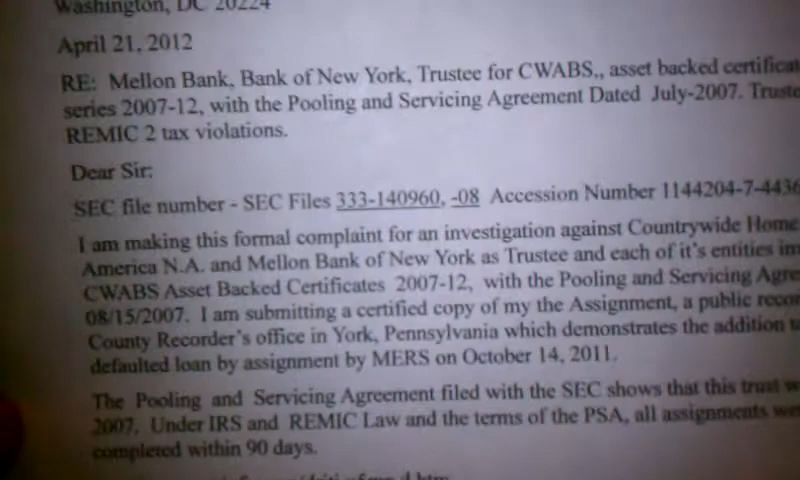 Washington, DC 20224
April 21, 2012
RE: Mellon Bank, Bank of New York, Trustee for CWABS., asset backed
series 2007-12, with the Pooling and Servicing Agreement Dated July-2007.
REMIC 2 tax violations.
Dear Sir:
SEC file number - SEC Files 333-140960, -08 Accession Number 1144204-7-4436
I am making this formal complaint for an investigation against Countrywide Home
America N.A. and Mellon Bank of New York as Trustee and each of it's entities
CWABS Asset Backed Certificates 2007-12, with the Pooling and Servicing
08/15/2007. I am submitting a certified copy of my the Assignment, a public
County Recorder's office in York, Pennsylvania which demonstrates the addition
defaulted loan by assignment by MERS on October 14, 2011.
The Pooling and Servicing Agreement filed with the SEC shows that this trust
2007. Under IRS and REMIC Law and the terms of the PSA, all assignments
completed within 90 days.